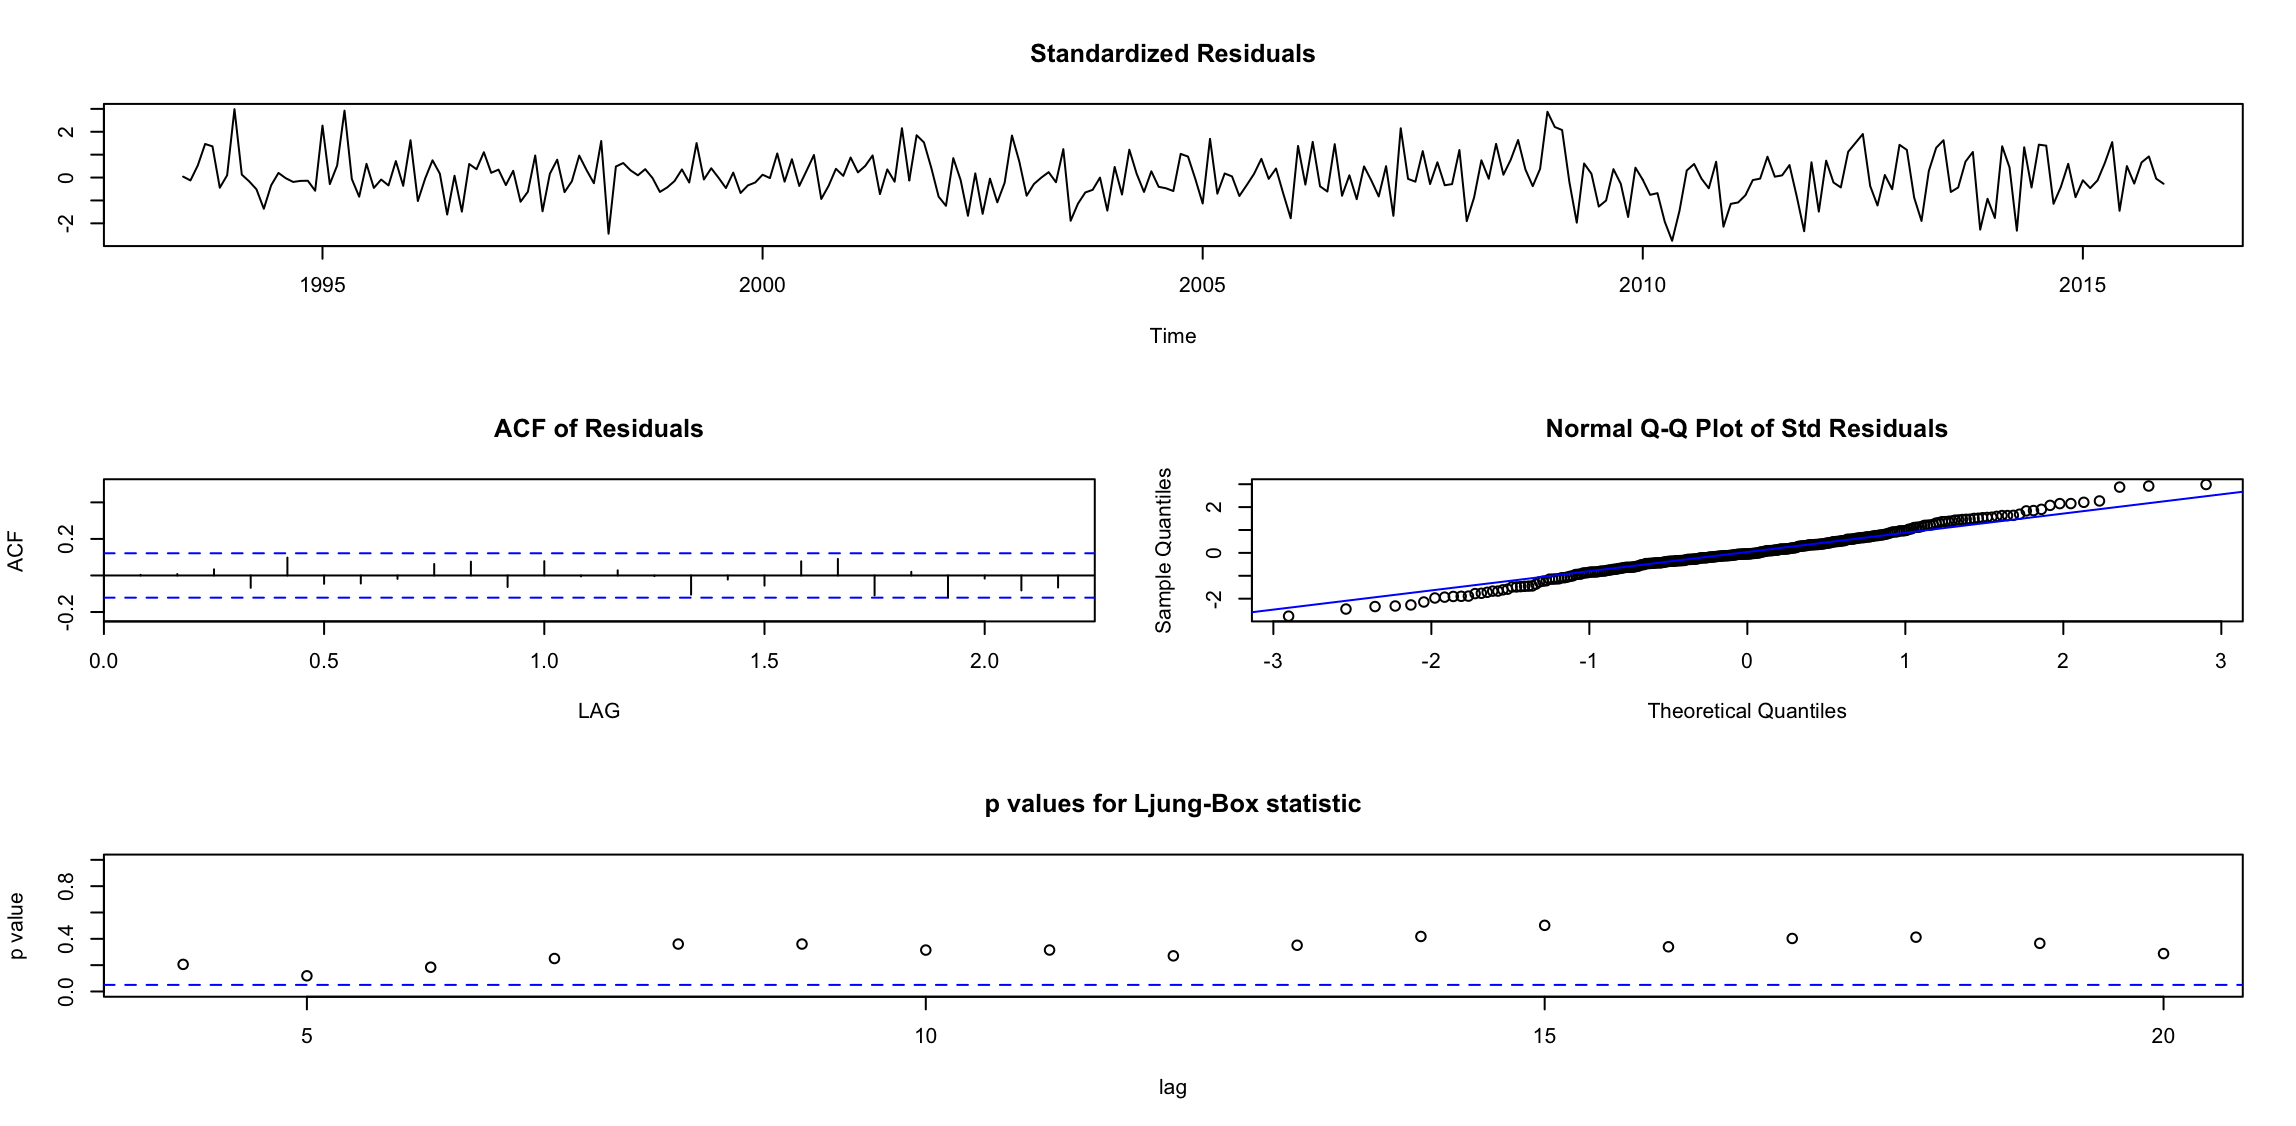 Standardized Residuals
2
0
-2
1995 2000 2005 2010 2015
Time
ACF of Residuals
ACF
0.2
-0.2
0.0 0.5 1.0 1.5 2.0
LAG
Normal Q-Q Plot of Std Residuals
Sample Quantiles
2
0
-2
-3 -2 -1 0 1 2 3
Theoretical Quantiles
p values for Ljung-Box statistic
p value
0.8
0.4
0.0
5 10 15 20
lag